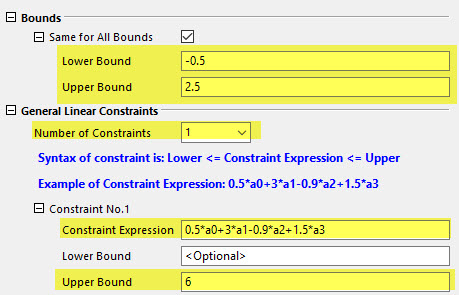 Bounds
Same for All Bounds
Lower Bound -0.5
Upper Bound 2.5
General Linear Constraints
Number of Constraints 1
Syntax of constraint is: Lower <= Constraint Expression <= Upper
Example of Constraint Expression: 0.5*a0+3*a1-0.9*a2+1.5*a3
Constraint No.1
Constraint Expression 0.5*a0+3*a1-0.9*a2+1.5*a3
Lower Bound <Optional>
Upper Bound 6